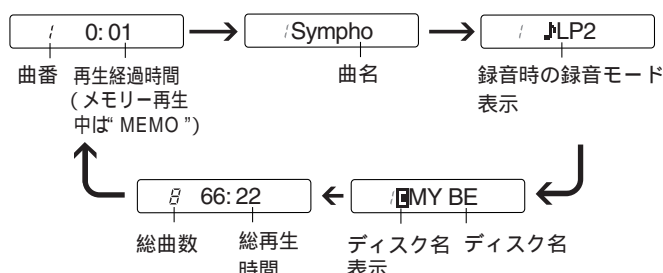 1 0:01
1Sympho
1 ♪LP2
曲番
再生経過時間
(メモリー再生
中は“ MEMO ”)
曲名
録音時の録音モード
表示
8 66:22
1 C MY BE
総曲数
総再生
時間
ディスク名
表示
ディスク名